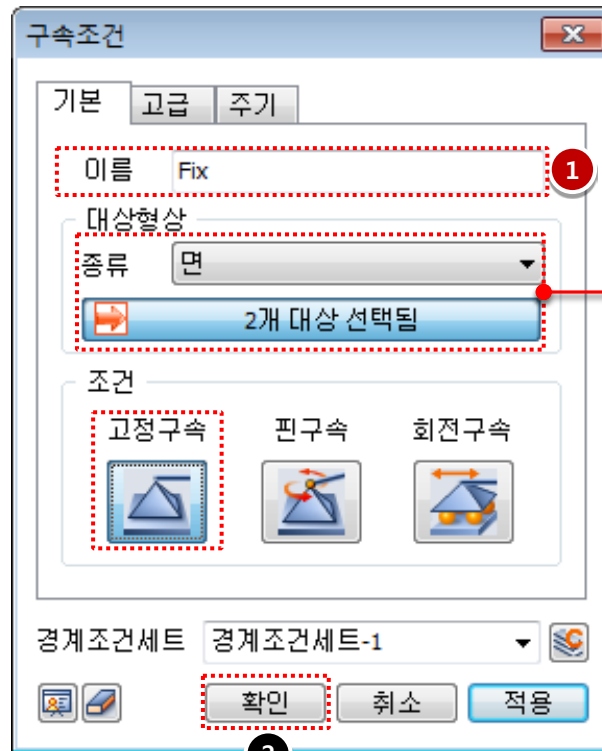 구속조건
기본 고급 주기
이름 Fix 1
대상형상
종류 면
2개 대상 선택됨
조건
고정구속 핀구속 회전구속
경계조건세트 경계조건세트-1
확인 취소 적용